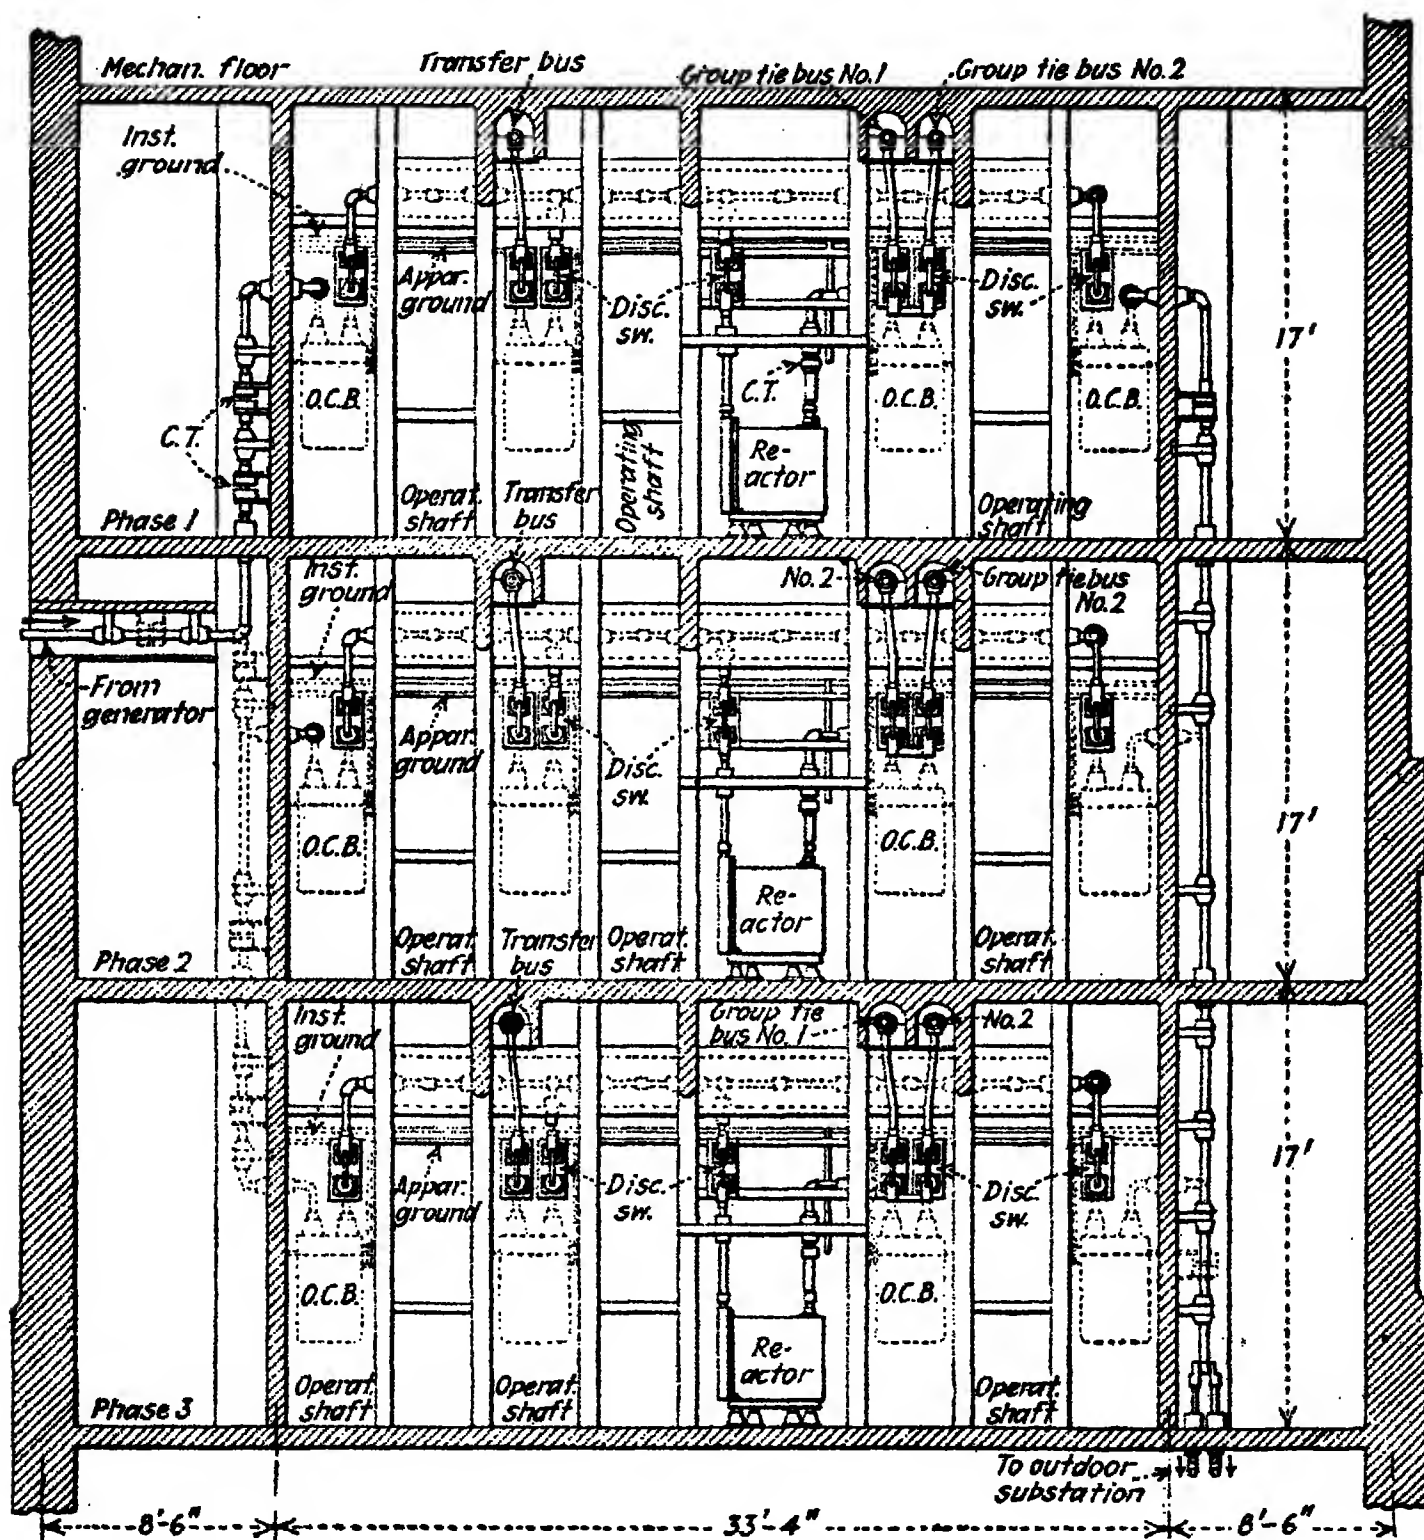 Mechan. floor
Transfer bus
Group tie bus No.1
Group tie bus No.2
Inst.
ground
Appar.
ground
Disc.
sw.
Disc.
sw.
17'
C.T.
O.C.B.
C.T.
O.C.B.
O.C.B.
Re-
actor
Phase 1
Operat.
shaft
Transfer
bus
Operating
shaft
Operating
shaft
Inst.
ground
No.2
Group tie bus
No.2
From
generator
Appar.
ground
Disc.
sw.
17'
O.C.B.
O.C.B.
Re-
actor
Phase 2
Operat.
shaft
Transfer
bus
Operat.
shaft
Operat.
shaft
Inst.
ground
Group tie
bus No.1
No.2
Appar.
ground
Disc.
sw.
Disc.
sw.
17'
O.C.B.
O.C.B.
Re-
actor
Phase 3
Operat.
shaft
Operat.
shaft
Operat.
shaft
To outdoor
substation
8'-6"
33'-4"
8'-6"